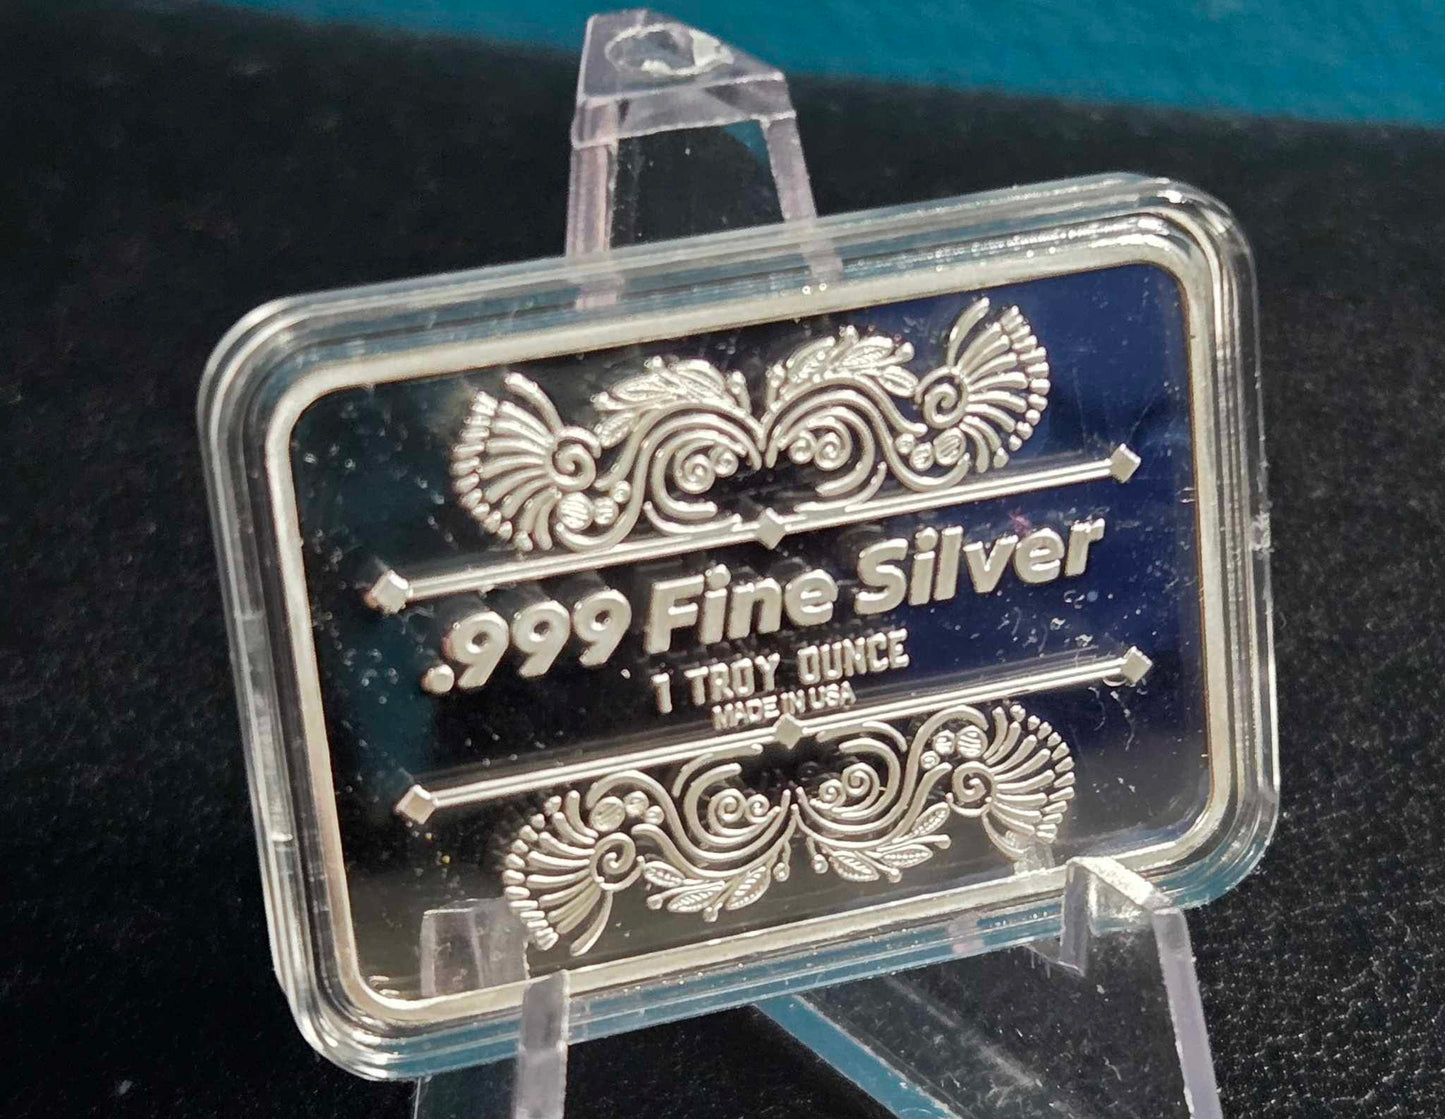 .999 Fine Silver
1 TROY OUNCE
MADE IN USA